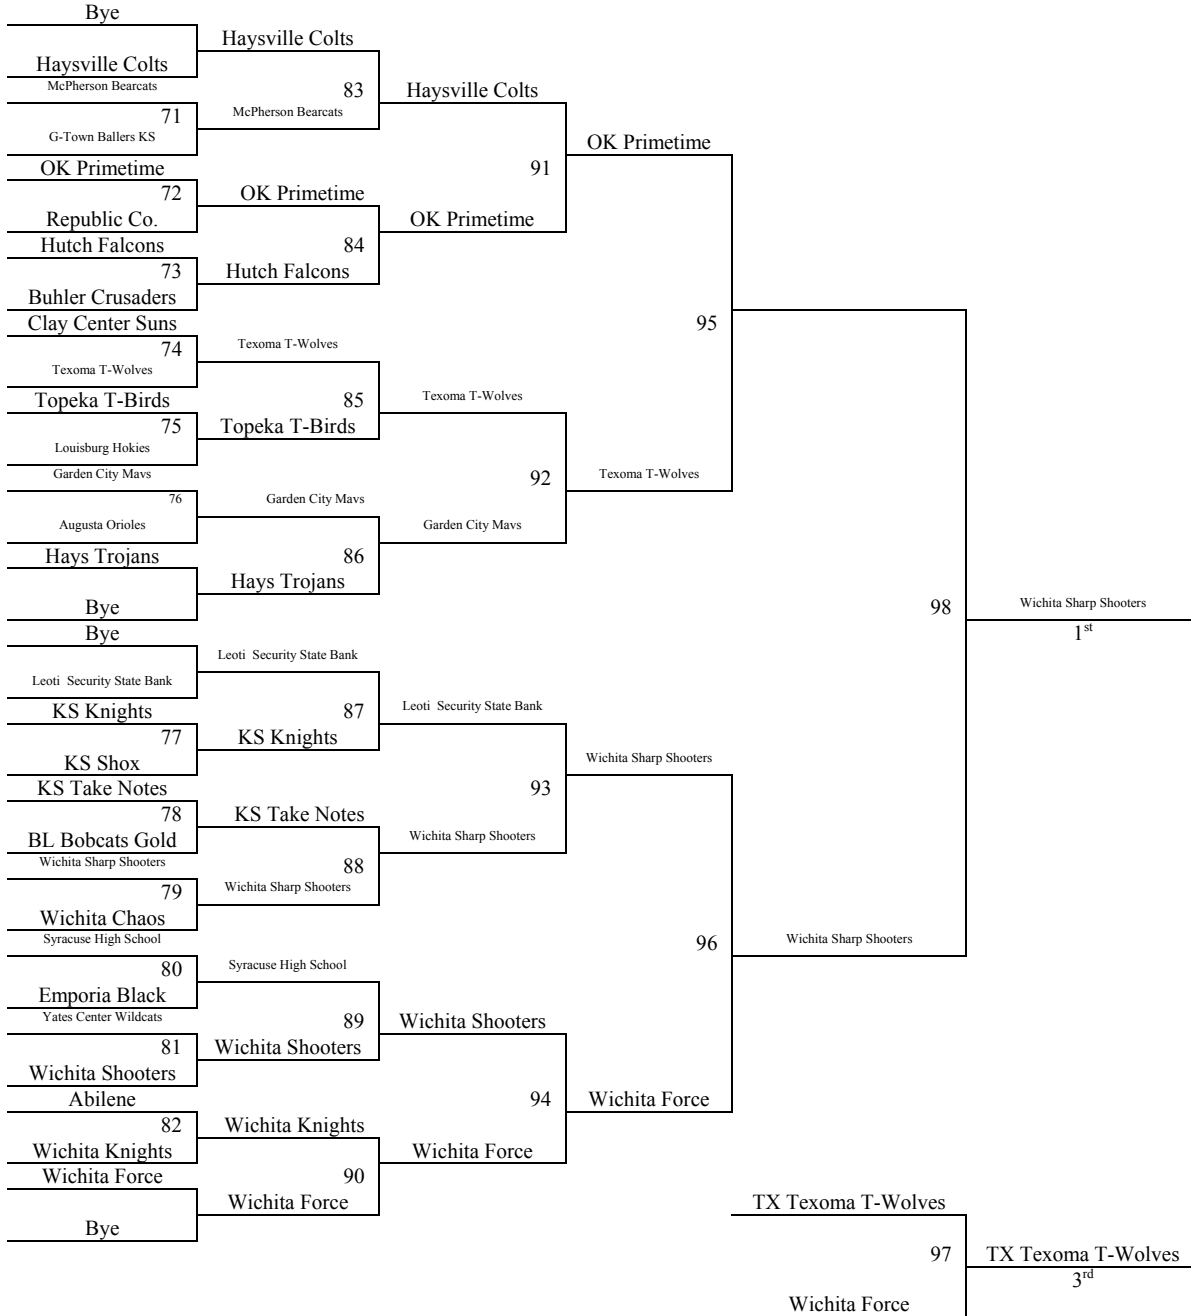 Bye
Haysville Colts
Haysville Colts
McPherson Bearcats
83
Haysville Colts
71
McPherson Bearcats
G-Town Ballers KS
OK Primetime
OK Primetime
91
72
OK Primetime
Republic Co.
OK Primetime
Hutch Falcons
84
73
Hutch Falcons
Buhler Crusaders
Clay Center Suns
95
74
Texoma T-Wolves
Texoma T-Wolves
Topeka T-Birds
85
Texoma T-Wolves
75
Topeka T-Birds
Louisburg Hokies
Garden City Mavs
92
Texoma T-Wolves
76
Garden City Mavs
Augusta Orioles
Garden City Mavs
Hays Trojans
86
Hays Trojans
Bye
98
Wichita Sharp Shooters
1st
Bye
Leoti Security State Bank
Leoti Security State Bank
KS Knights
87
Leoti Security State Bank
77
KS Knights
KS Shox
Wichita Sharp Shooters
KS Take Notes
93
78
KS Take Notes
BL Bobcats Gold
Wichita Sharp Shooters
Wichita Sharp Shooters
88
79
Wichita Sharp Shooters
Wichita Chaos
Syracuse High School
96
Wichita Sharp Shooters
80
Syracuse High School
Emporia Black
Yates Center Wildcats
89
Wichita Shooters
81
Wichita Shooters
Wichita Shooters
Abilene
94
Wichita Force
82
Wichita Knights
Wichita Knights
Wichita Force
Wichita Force
90
Wichita Force
TX Texoma T-Wolves
Bye
97
TX Texoma T-Wolves
3rd
Wichita Force